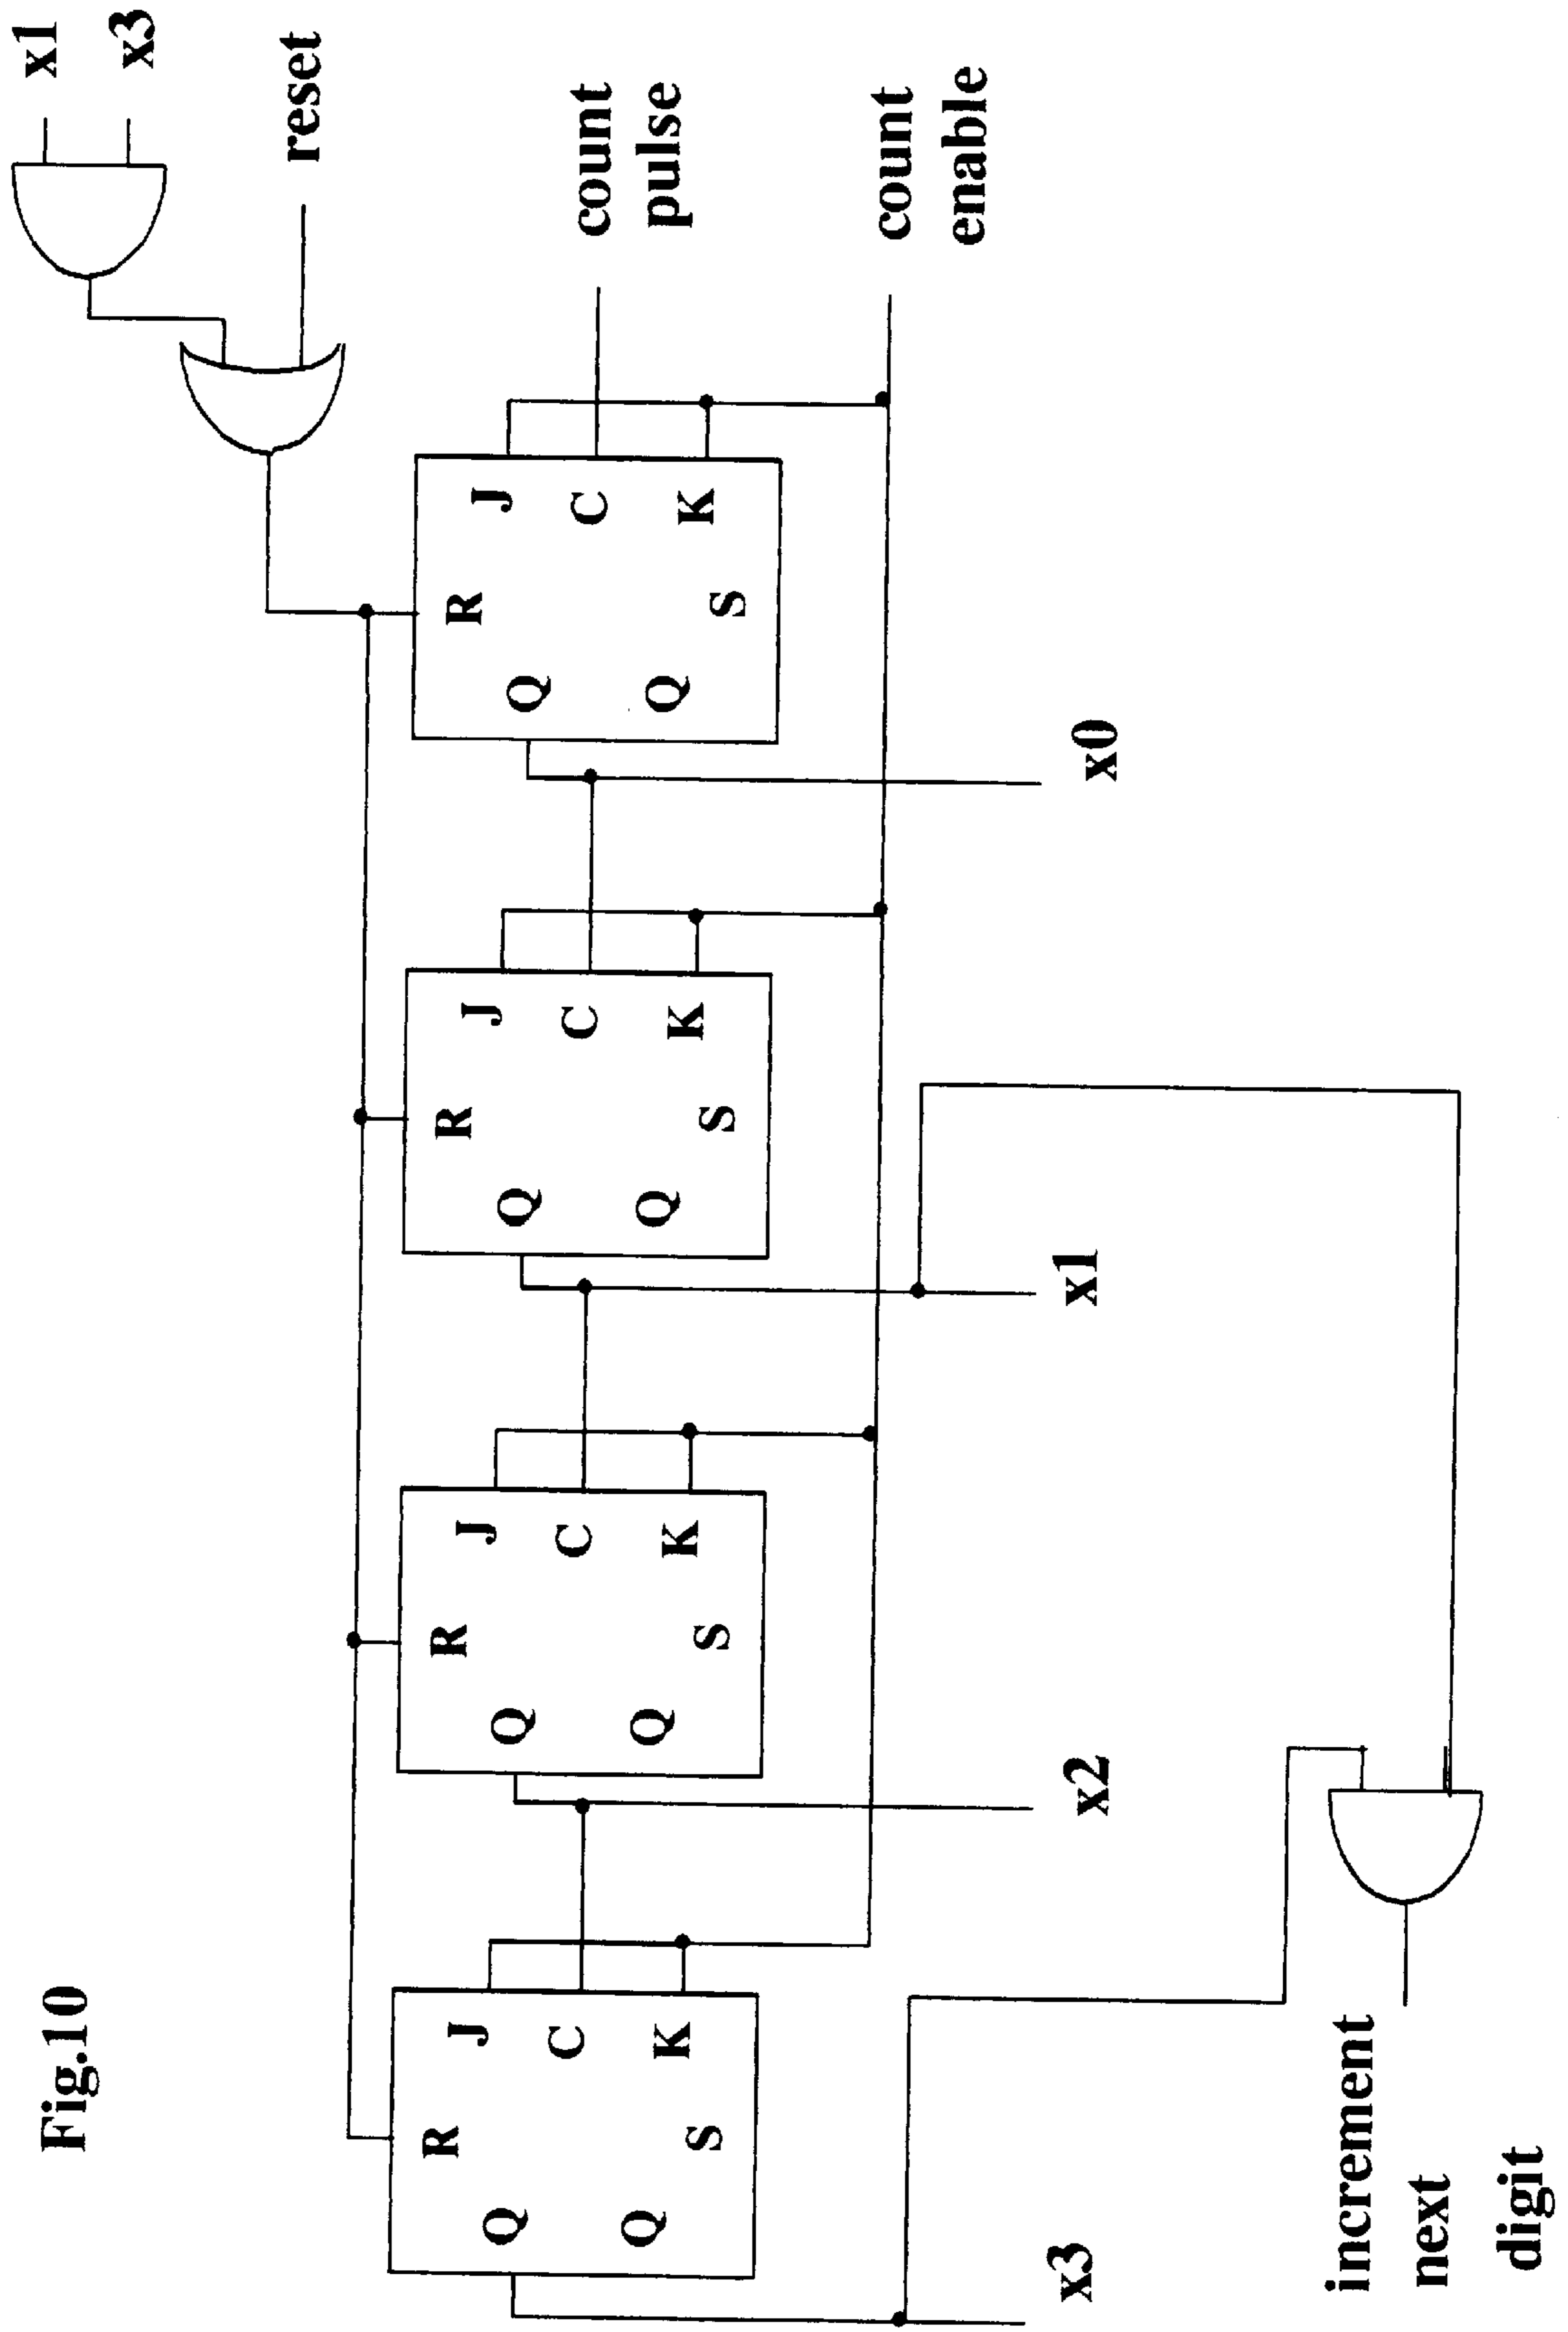 Fig.10
x1
x3
reset
R
J
Q
C
Q
K
S
R
J
Q
C
Q
K
S
R
J
Q
C
Q
K
S
R
J
Q
C
Q
K
S
count
pulse
count
enable
x3
x2
x1
x0
increment
next
digit